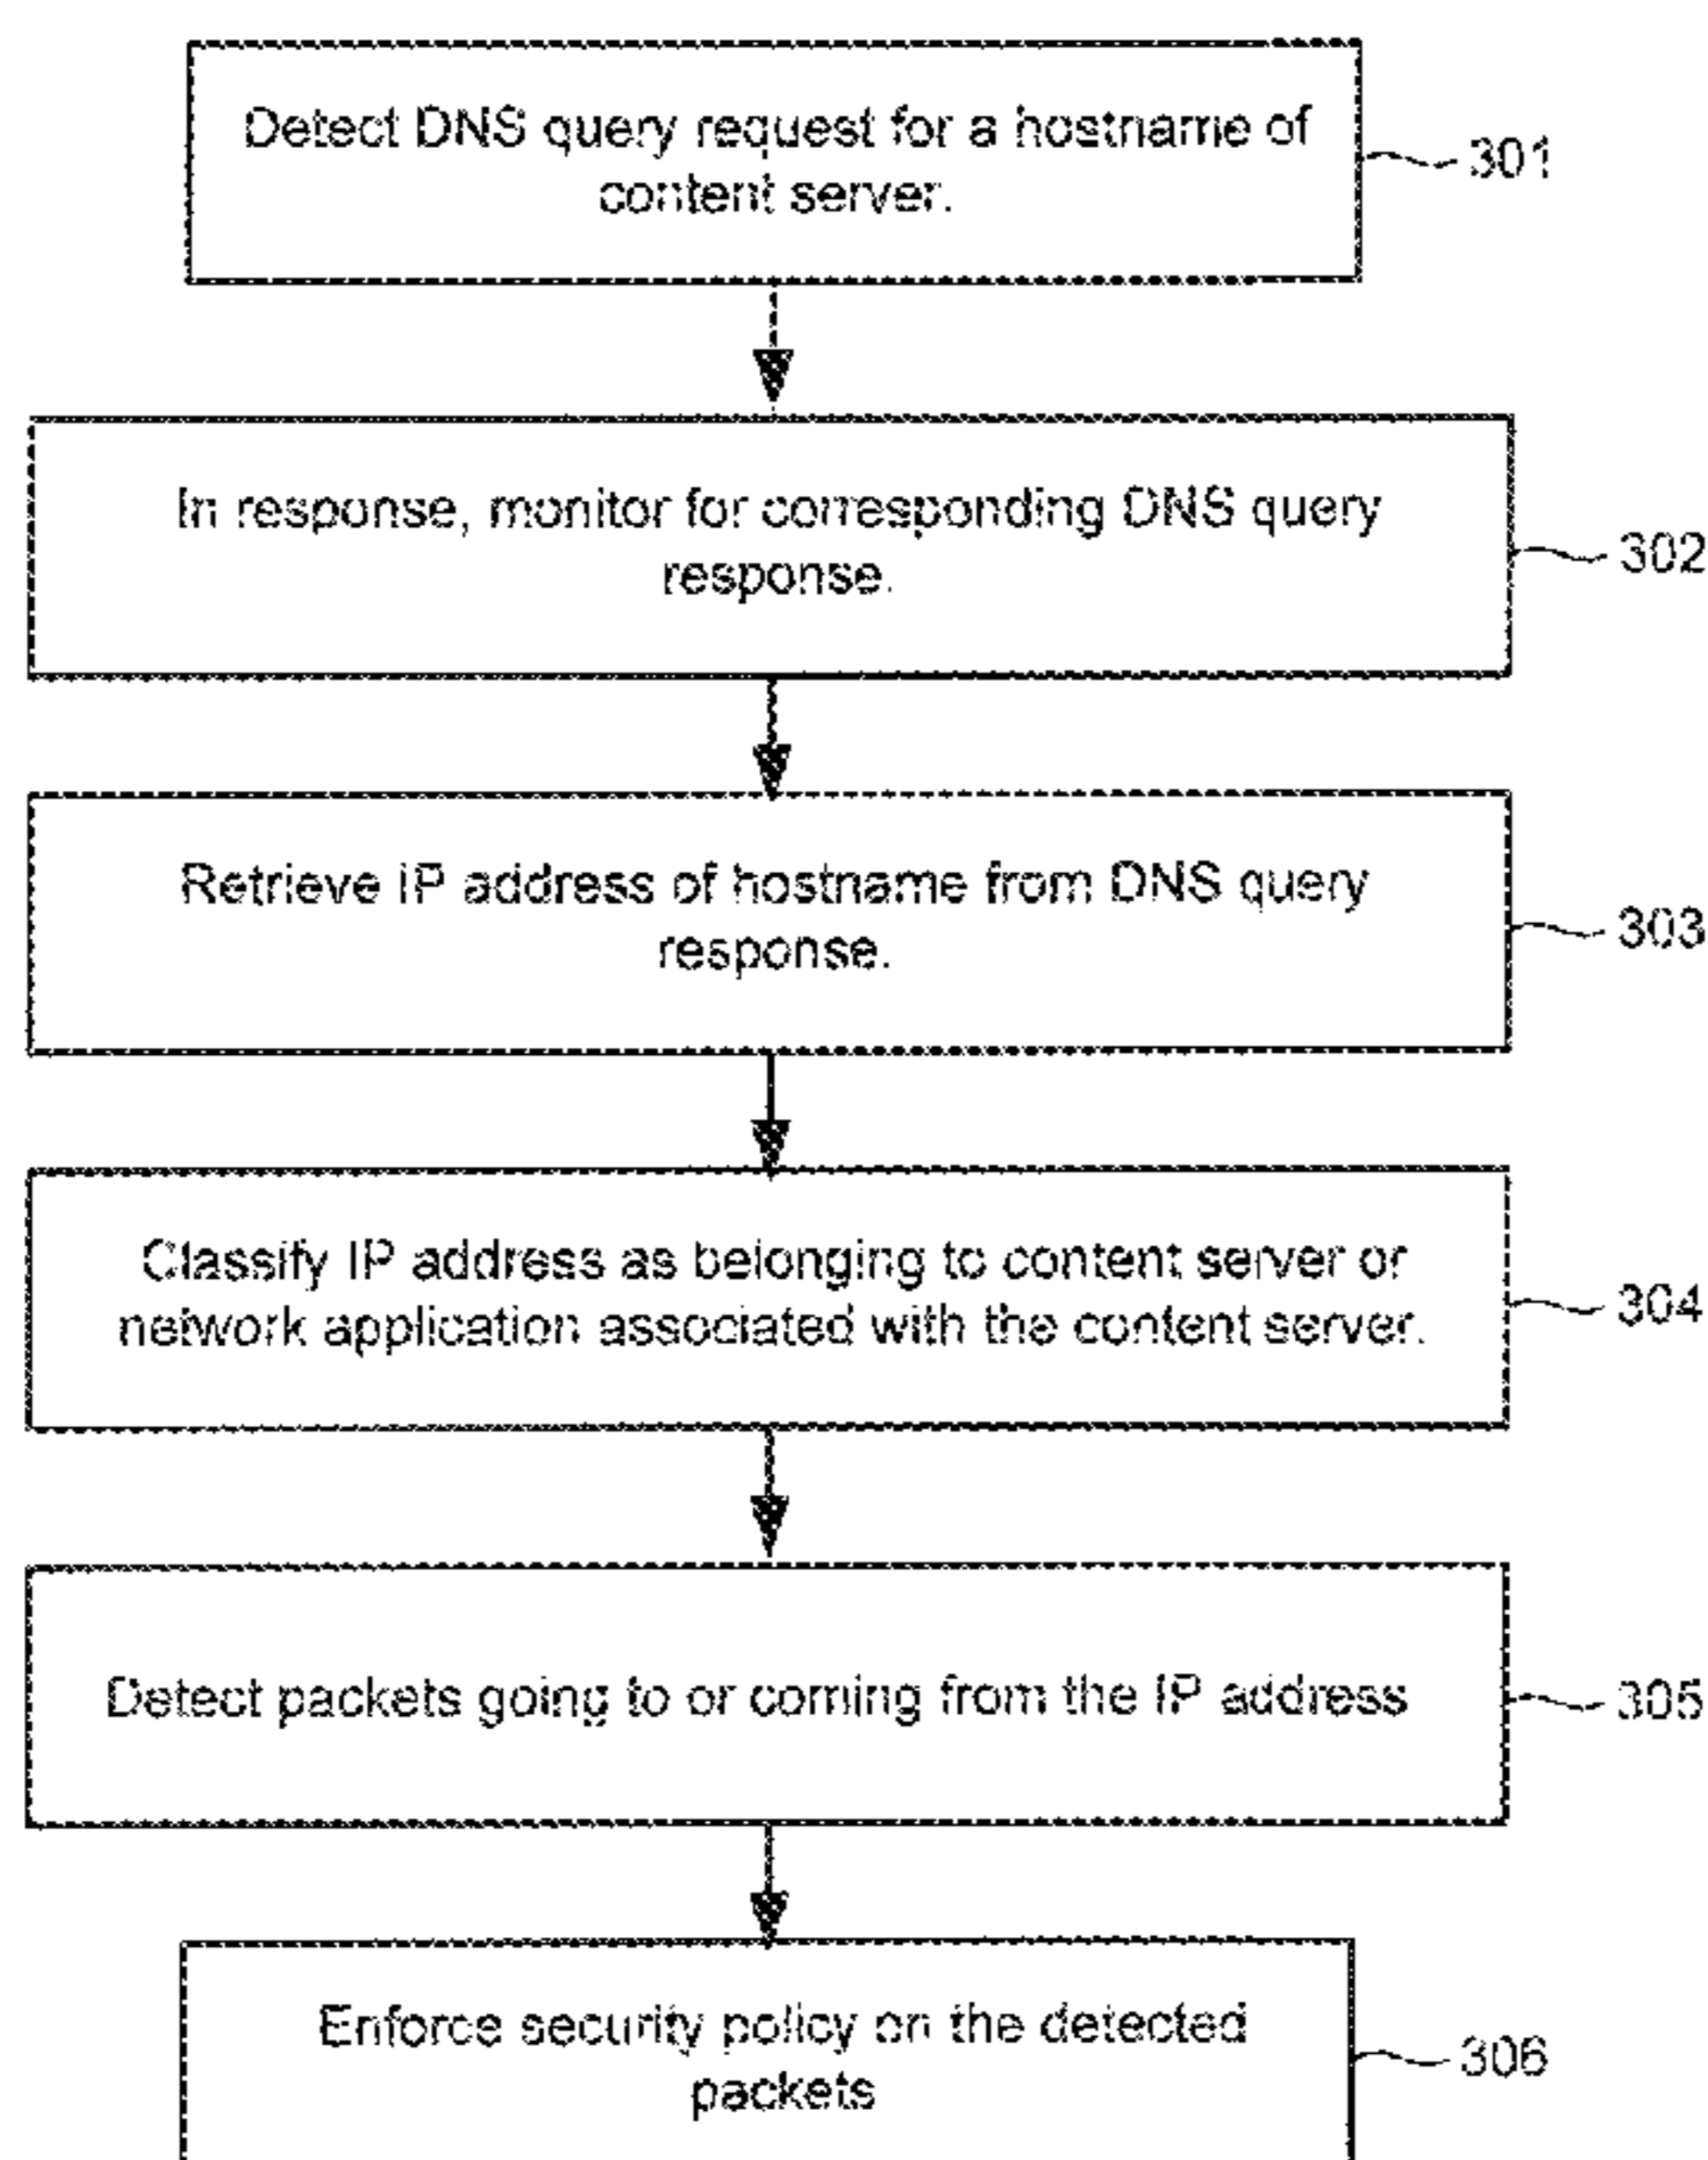 Detect DNS query request for a hostname of
content server.
301
In response, monitor for corresponding DNS query
response.
302
Retrieve IP address of hostname from DNS query
response.
303
Classify IP address as belonging to content server or
network application associated with the content server.
304
Detect packets going to or coming from the IP address
305
Enforce security policy on the detected
packets
306